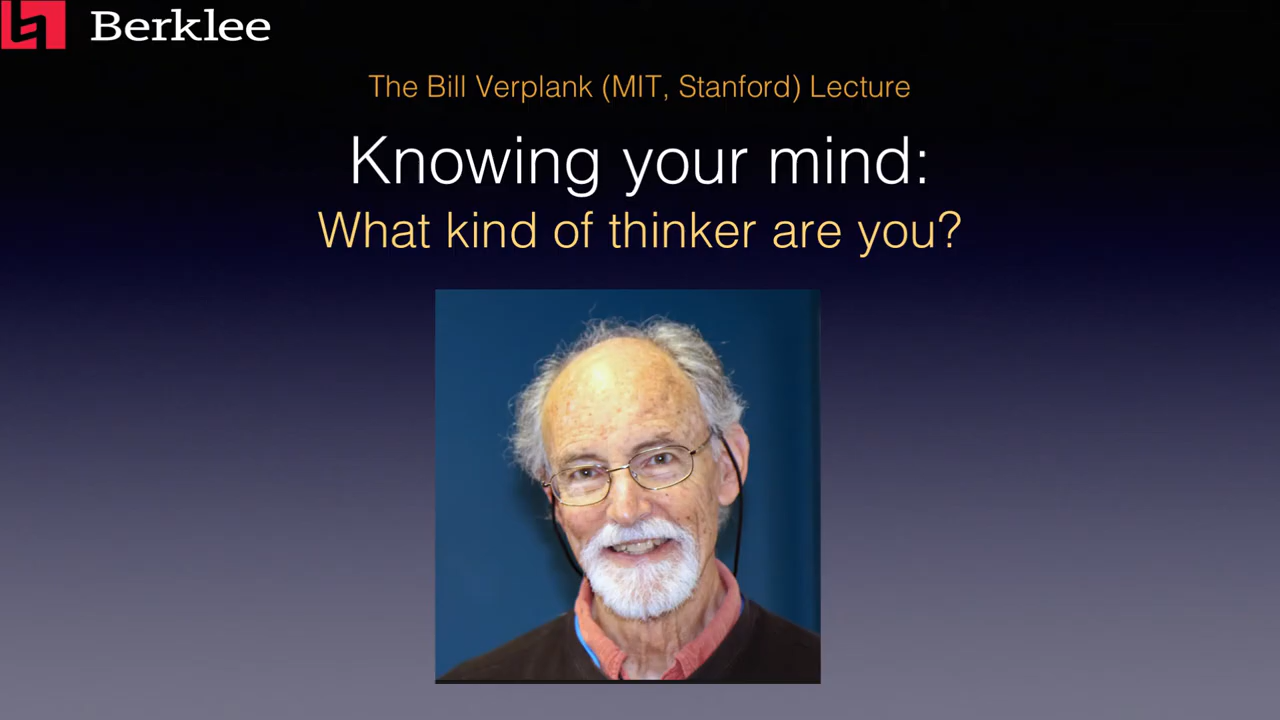 Berklee
The Bill Verplank (MIT, Stanford) Lecture
Knowing your mind:
What kind of thinker are you?